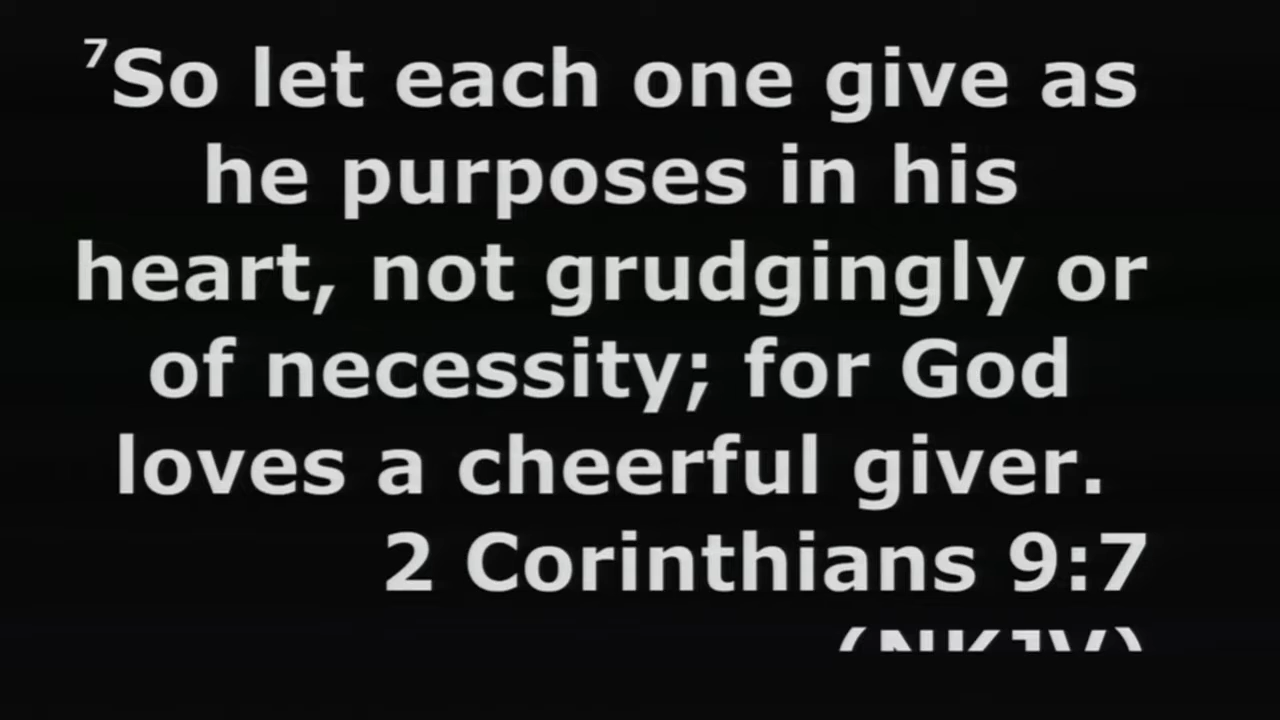 ⁷So let each one give as
he purposes in his
heart, not grudgingly or
of necessity; for God
loves a cheerful giver.
2 Corinthians 9:7
(NKJV)